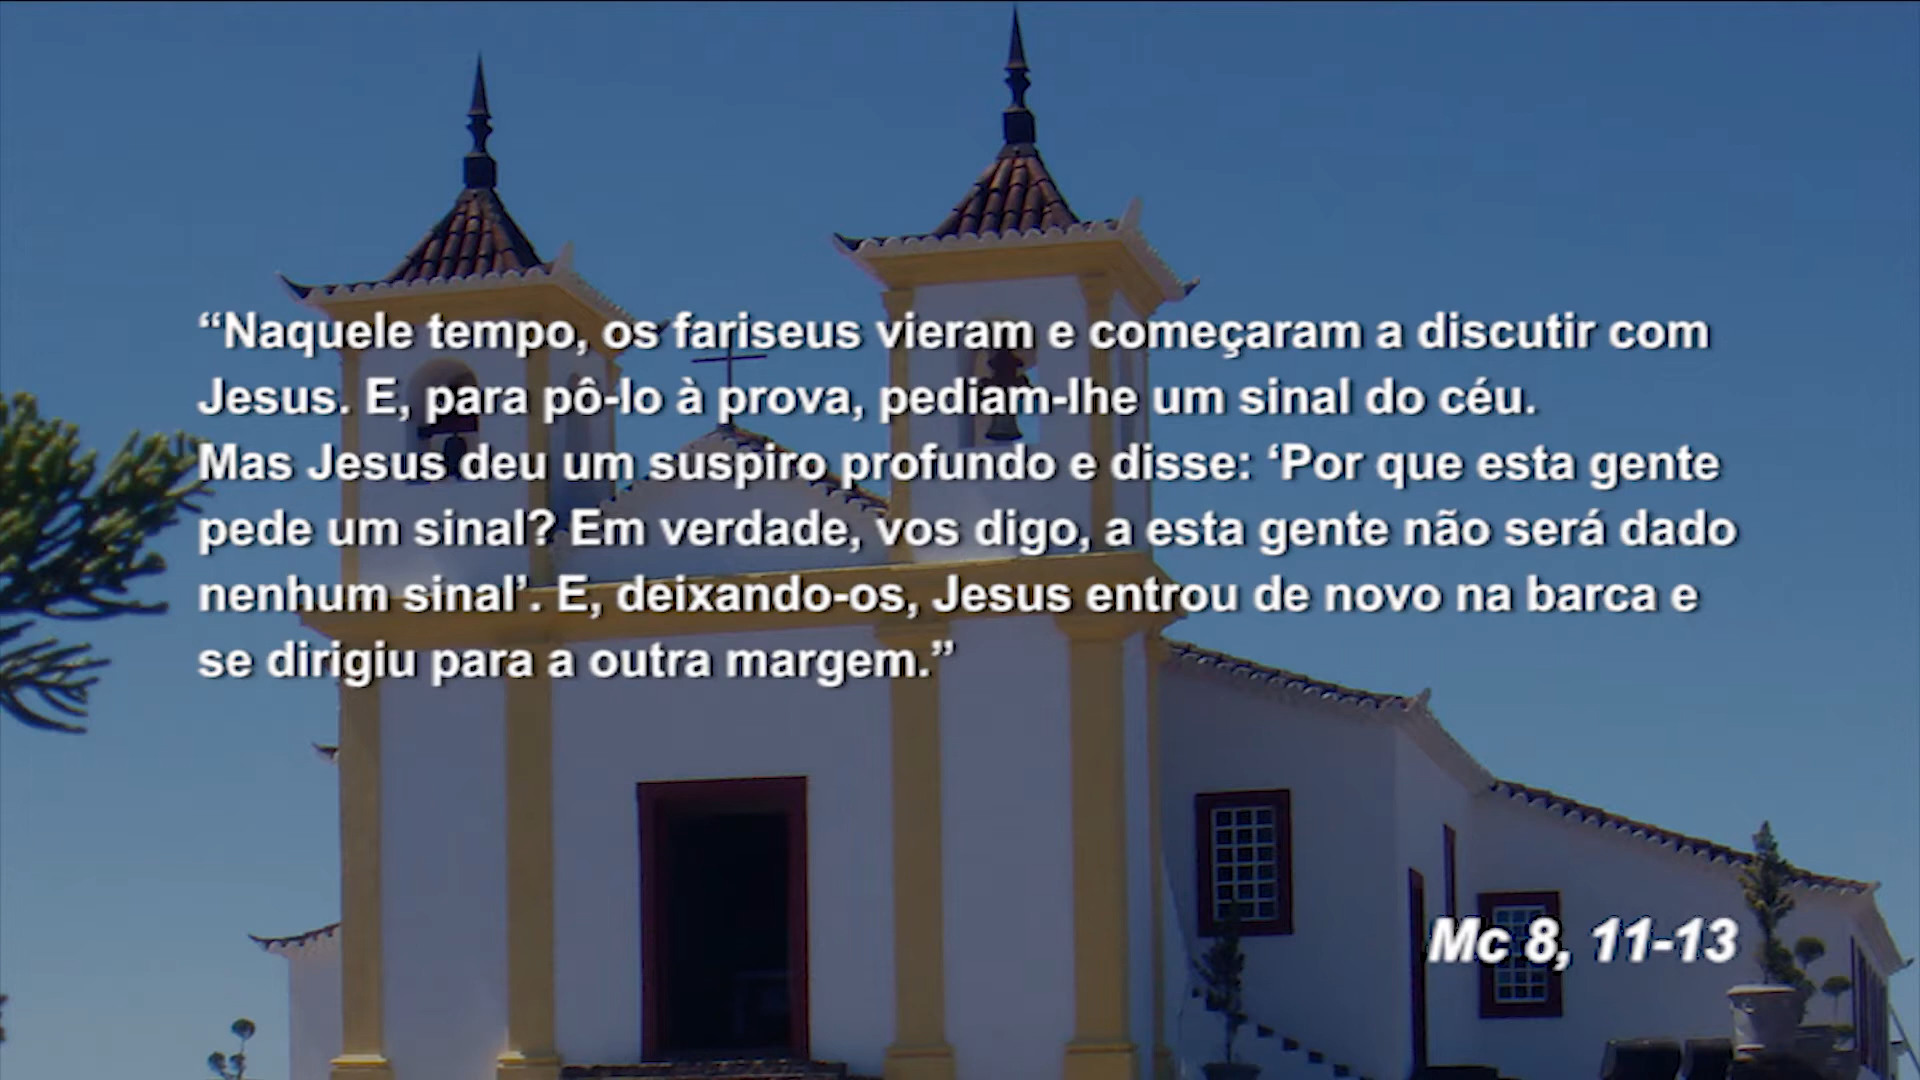 “Naquele tempo, os fariseus vieram e começaram a discutir com
Jesus. E, para pô-lo à prova, pediam-lhe um sinal do céu.
Mas Jesus deu um suspiro profundo e disse: ‘Por que esta gente
pede um sinal? Em verdade, vos digo, a esta gente não será dado
nenhum sinal’. E, deixando-os, Jesus entrou de novo na barca e
se dirigiu para a outra margem.”
Mc 8, 11-13